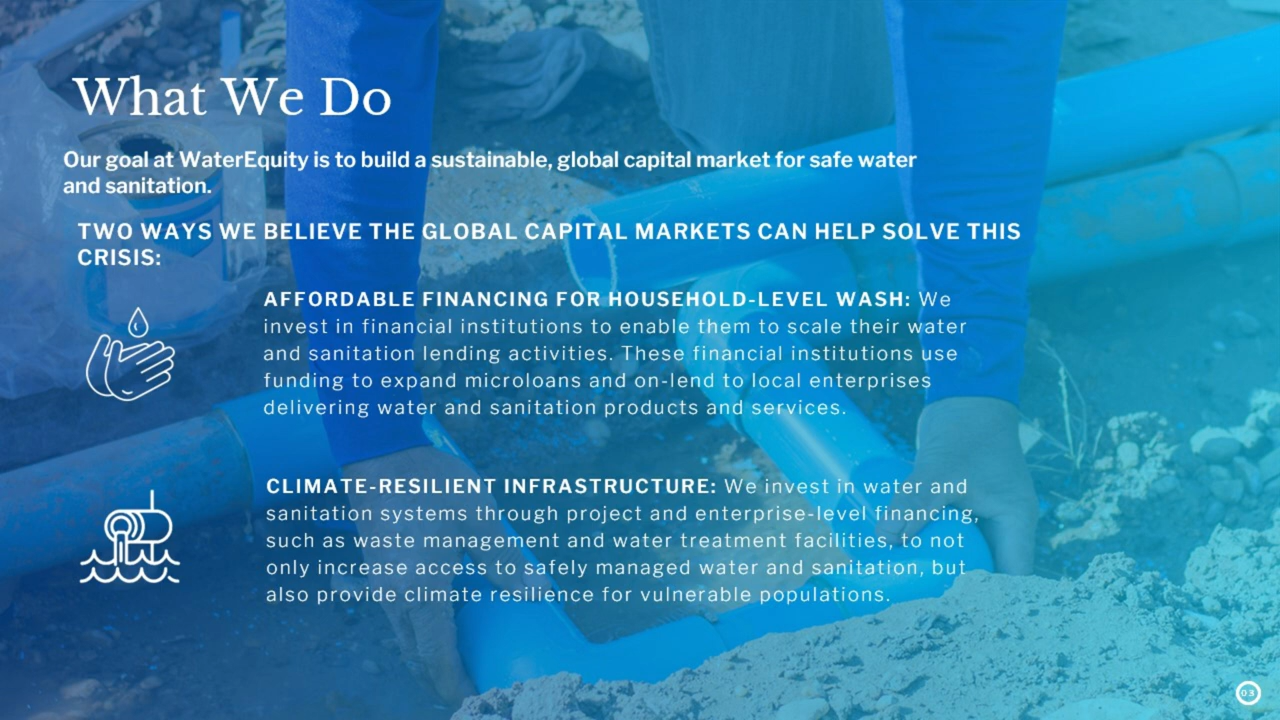 What We Do
Our goal at WaterEquity is to build a sustainable, global capital market for safe water
and sanitation.
TWO WAYS WE BELIEVE THE GLOBAL CAPITAL MARKETS CAN HELP SOLVE THIS
CRISIS:
AFFORDABLE FINANCING FOR HOUSEHOLD-LEVEL WASH: We
invest in financial institutions to enable them to scale their water
and sanitation lending activities. These financial institutions use
funding to expand microloans and on-lend to local enterprises
delivering water and sanitation products and services.
CLIMATE-RESILIENT INFRASTRUCTURE: We invest in water and
sanitation systems through project and enterprise-level financing,
such as waste management and water treatment facilities, to not
only increase access to safely managed water and sanitation, but
also provide climate resilience for vulnerable populations.
03